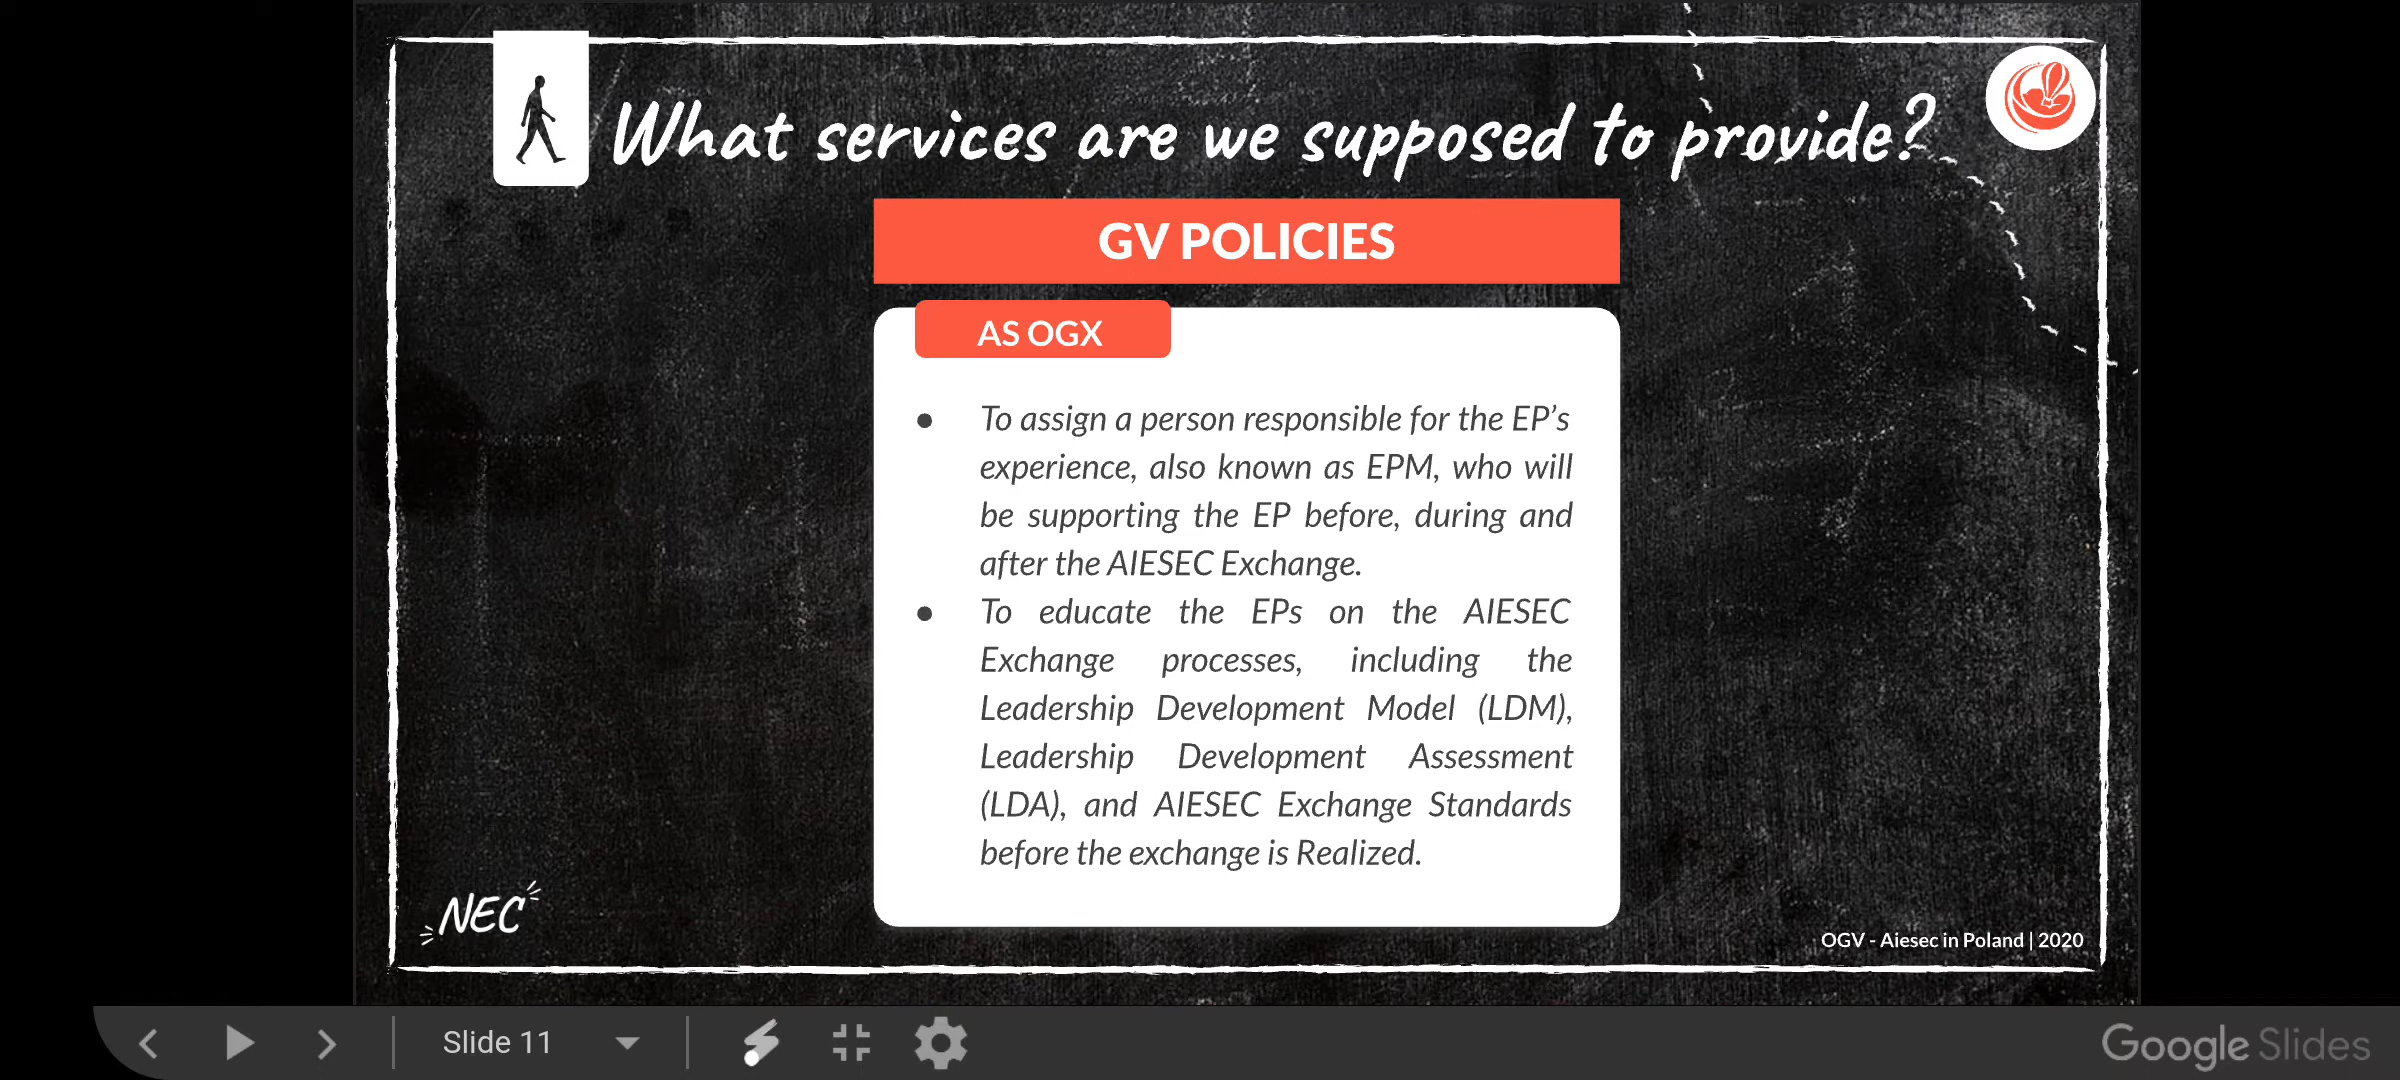 What services are we supposed to provide?
GV POLICIES
AS OGX
● To assign a person responsible for the EP’s
experience, also known as EPM, who will
be supporting the EP before, during and
after the AIESEC Exchange.
● To educate the EPs on the AIESEC
Exchange processes, including the
Leadership Development Model (LDM),
Leadership Development Assessment
(LDA), and AIESEC Exchange Standards
before the exchange is Realized.
NEC
OGV - Aiesec in Poland | 2020
Slide 11
Google Slides